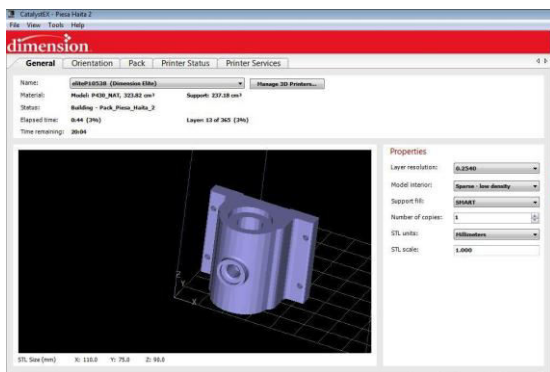 CatalystEX - Piesa Haita 2
File View Tools Help
dimension
General Orientation Pack Printer Status Printer Services
Name: eliteP10538 (Dimension Elite) Manage 3D Printers...
Material: Model: P430_NAT, 323.82 cm³ Support: 237.18 cm³
Status: Building - Pack_Piesa_Haita_2
Elapsed time: 0:44 (3%) Layer: 13 of 365 (3%)
Time remaining: 20:04
Properties
Layer resolution: 0.2540
Model interior: Sparse - low density
Support fill: SMART
Number of copies: 1
STL units: Millimeters
STL scale: 1.000
Z
Y
X
STL Size (mm) X: 110.0 Y: 75.0 Z: 90.0